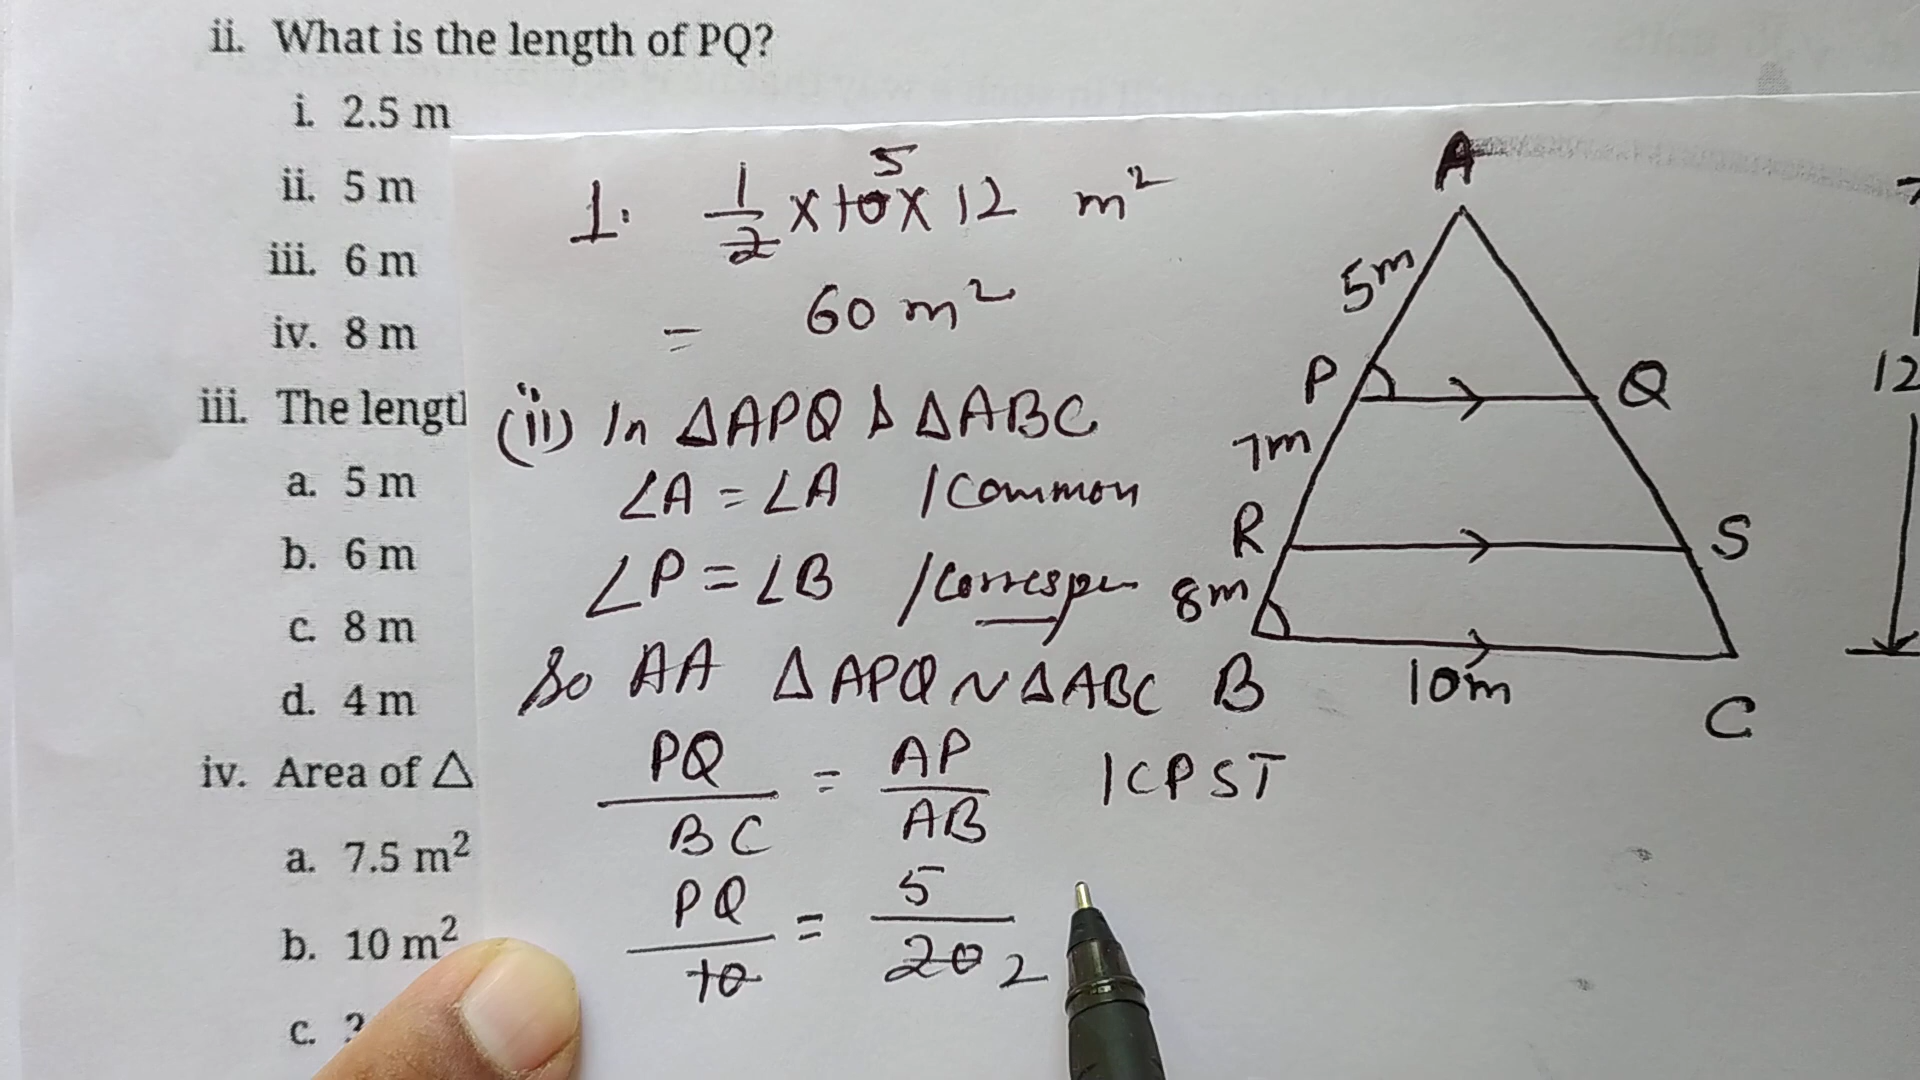 ii. What is the length of PQ?
i. 2.5 m
ii. 5 m
iii. 6 m
iv. 8 m
iii. The lengt
a. 5 m
b. 6 m
c. 8 m
d. 4 m
iv. Area of △
a. 7.5 m²
b. 10 m²
c.
1. 1/2 × 10 × 12 m²
5
= 60 m²
(ii) In △APQ & △ABC
∠A = ∠A /Common
∠P = ∠B /Correspo
So AA △APQ ~ △ABC
PQ/BC = AP/AB /CPST
PQ/10 = 5/20 2
A
5m
P Q
7m
R S
8m
B 10m C
12